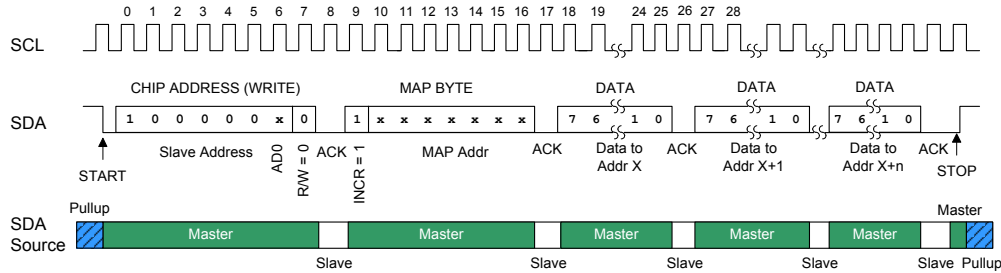 0 1 2 3 4 5 6 7 8 9 10 11 12 13 14 15 16 17 18 19 24 25 26 27 28
SCL
CHIP ADDRESS (WRITE) MAP BYTE DATA DATA DATA
SDA
1 0 0 0 0 0 x 0 1 x x x x x x x 7 6 1 0 7 6 1 0 7 6 1 0
START
Slave Address
AD0
R/W = 0
ACK
INCR = 1
MAP Addr
ACK
Data to
Addr X
ACK
Data to
Addr X+1
Data to
Addr X+n
ACK
STOP
SDA
Source
Pullup
Master Master Master Master Master
Master
Slave Slave Slave Slave Pullup